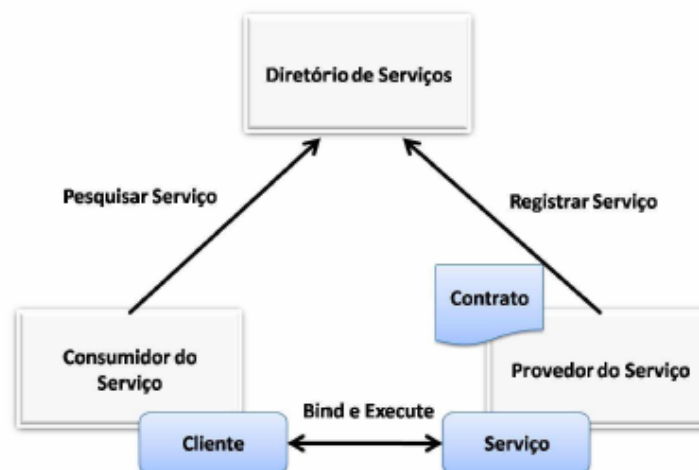 Diretório de Serviços
Pesquisar Serviço
Registrar Serviço
Contrato
Consumidor do
Serviço
Provedor do Serviço
Bind e Execute
Cliente
Serviço